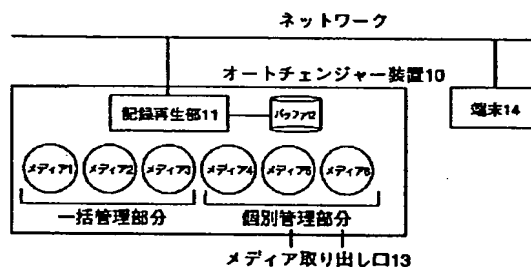 ネットワーク
オートチェンジャー装置10
記録再生部11
バッファ12
端末14
メディア1 メディア2 メディア3 メディア4 メディア5 メディア6
一括管理部分 個別管理部分
メディア取り出し口13